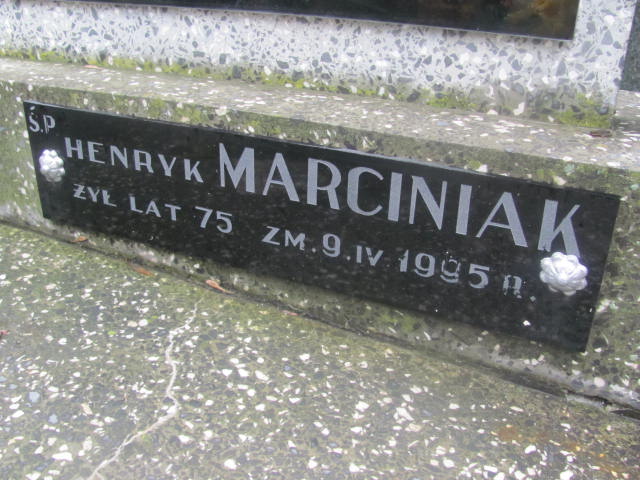 Ś.P HENRYK MARCINIAK
ŻYŁ LAT 75 ZM. 9. IV. 1995 R.